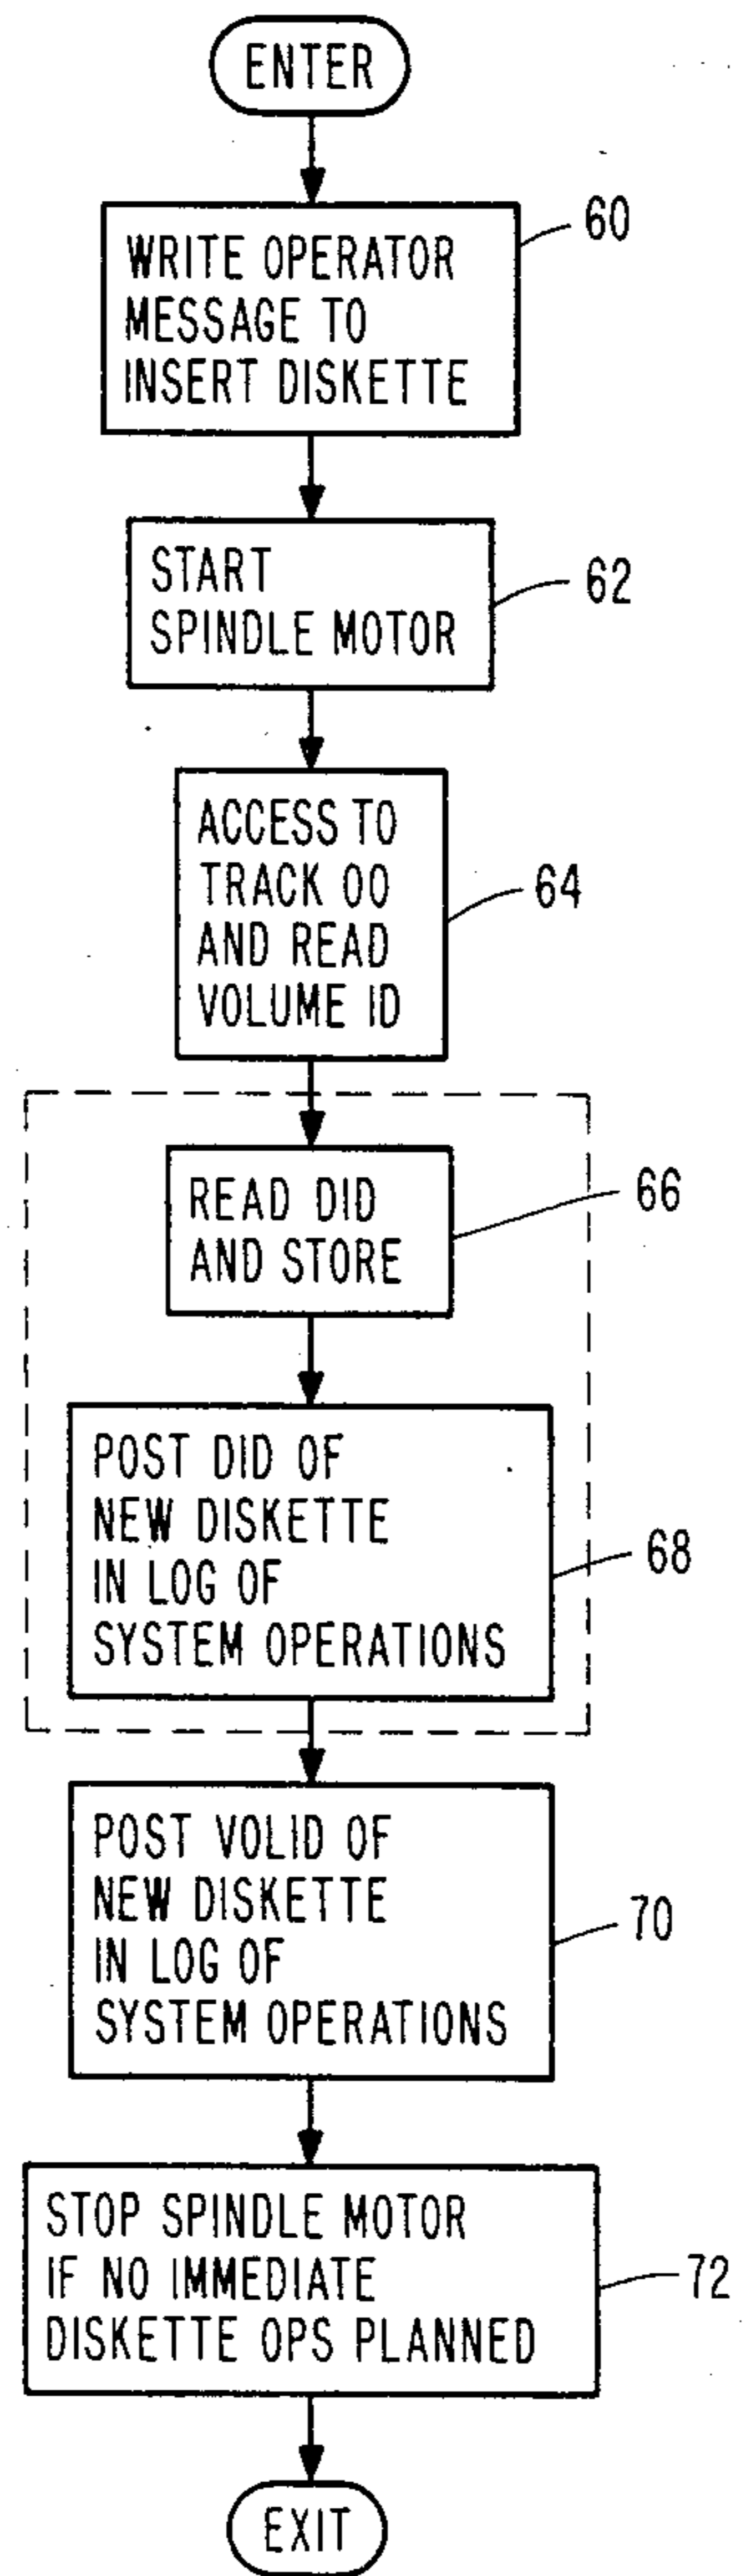 ENTER
WRITE OPERATOR
MESSAGE TO
INSERT DISKETTE
60
START
SPINDLE MOTOR
62
ACCESS TO
TRACK 00
AND READ
VOLUME ID
64
READ DID
AND STORE
66
POST DID OF
NEW DISKETTE
IN LOG OF
SYSTEM OPERATIONS
68
POST VOLID OF
NEW DISKETTE
IN LOG OF
SYSTEM OPERATIONS
70
STOP SPINDLE MOTOR
IF NO IMMEDIATE
DISKETTE OPS PLANNED
72
EXIT